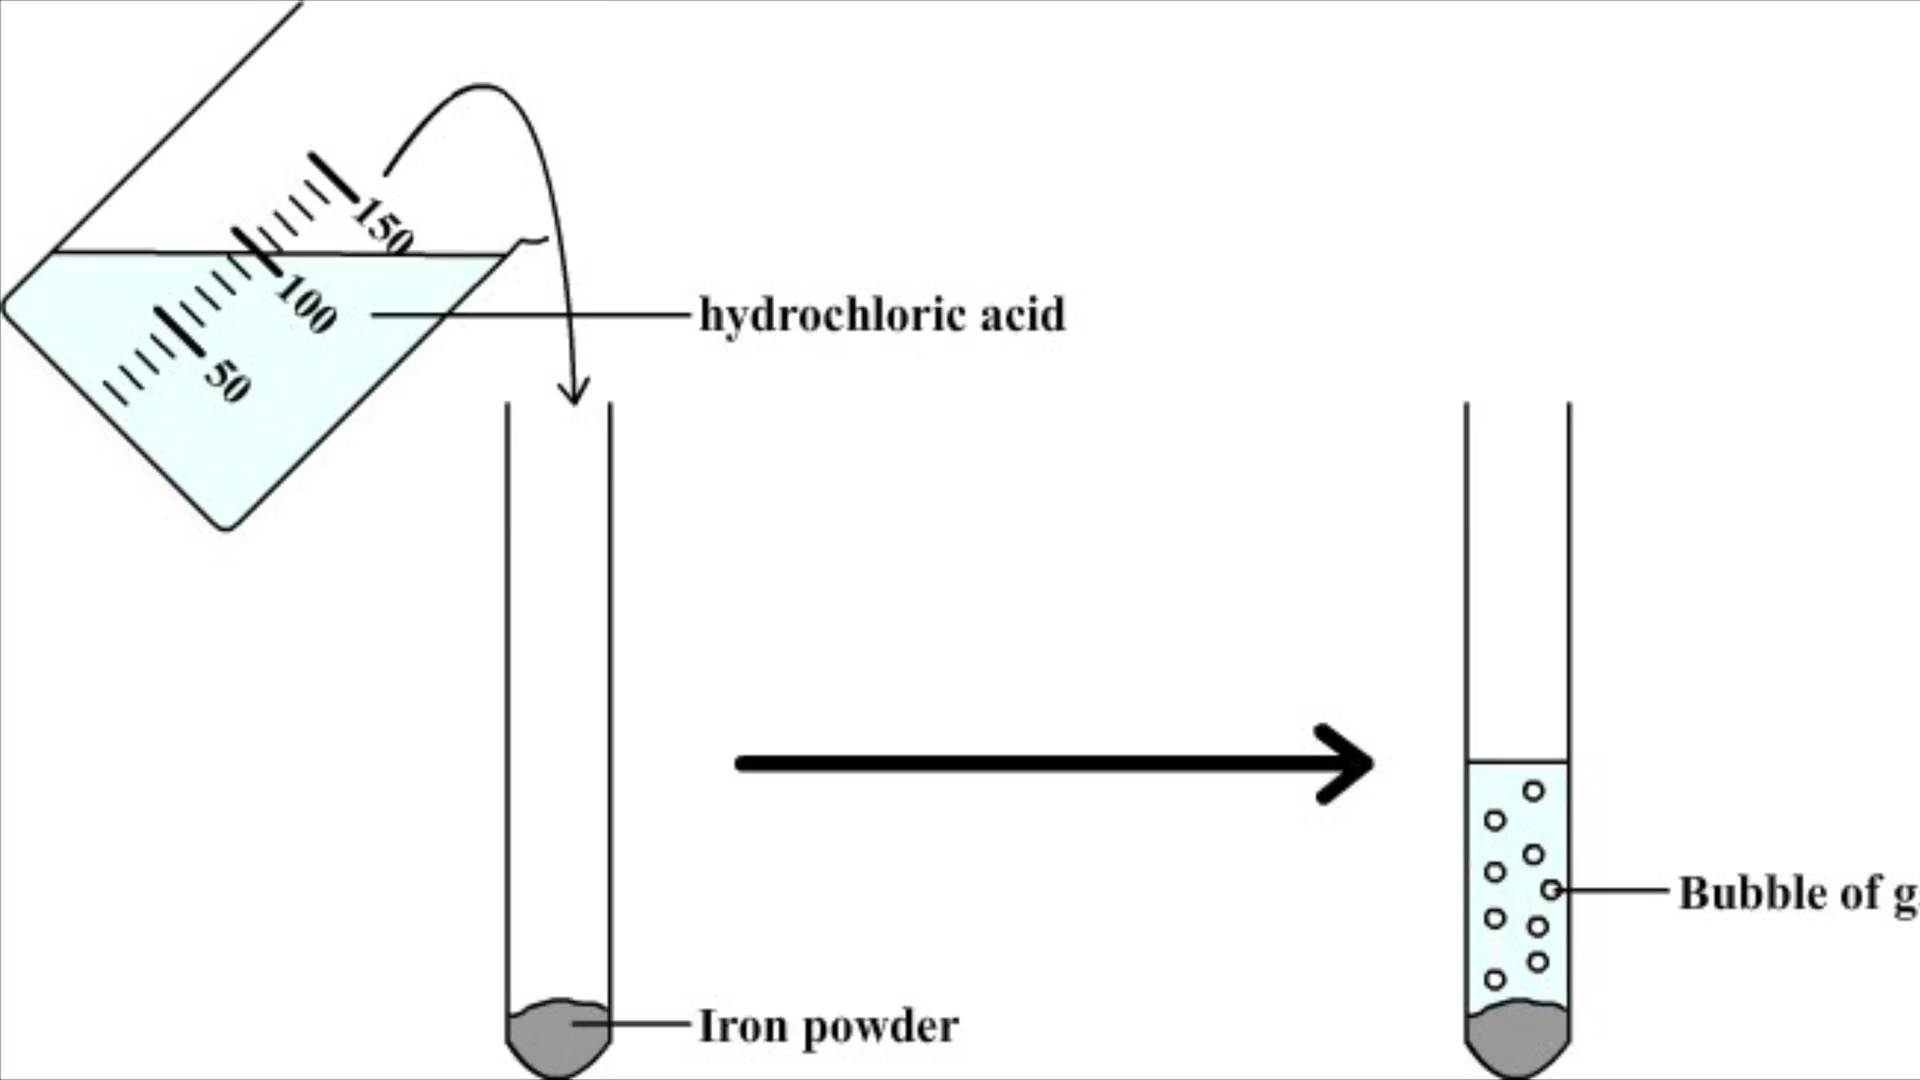 150
100
50
hydrochloric acid
Bubble of
Iron powder